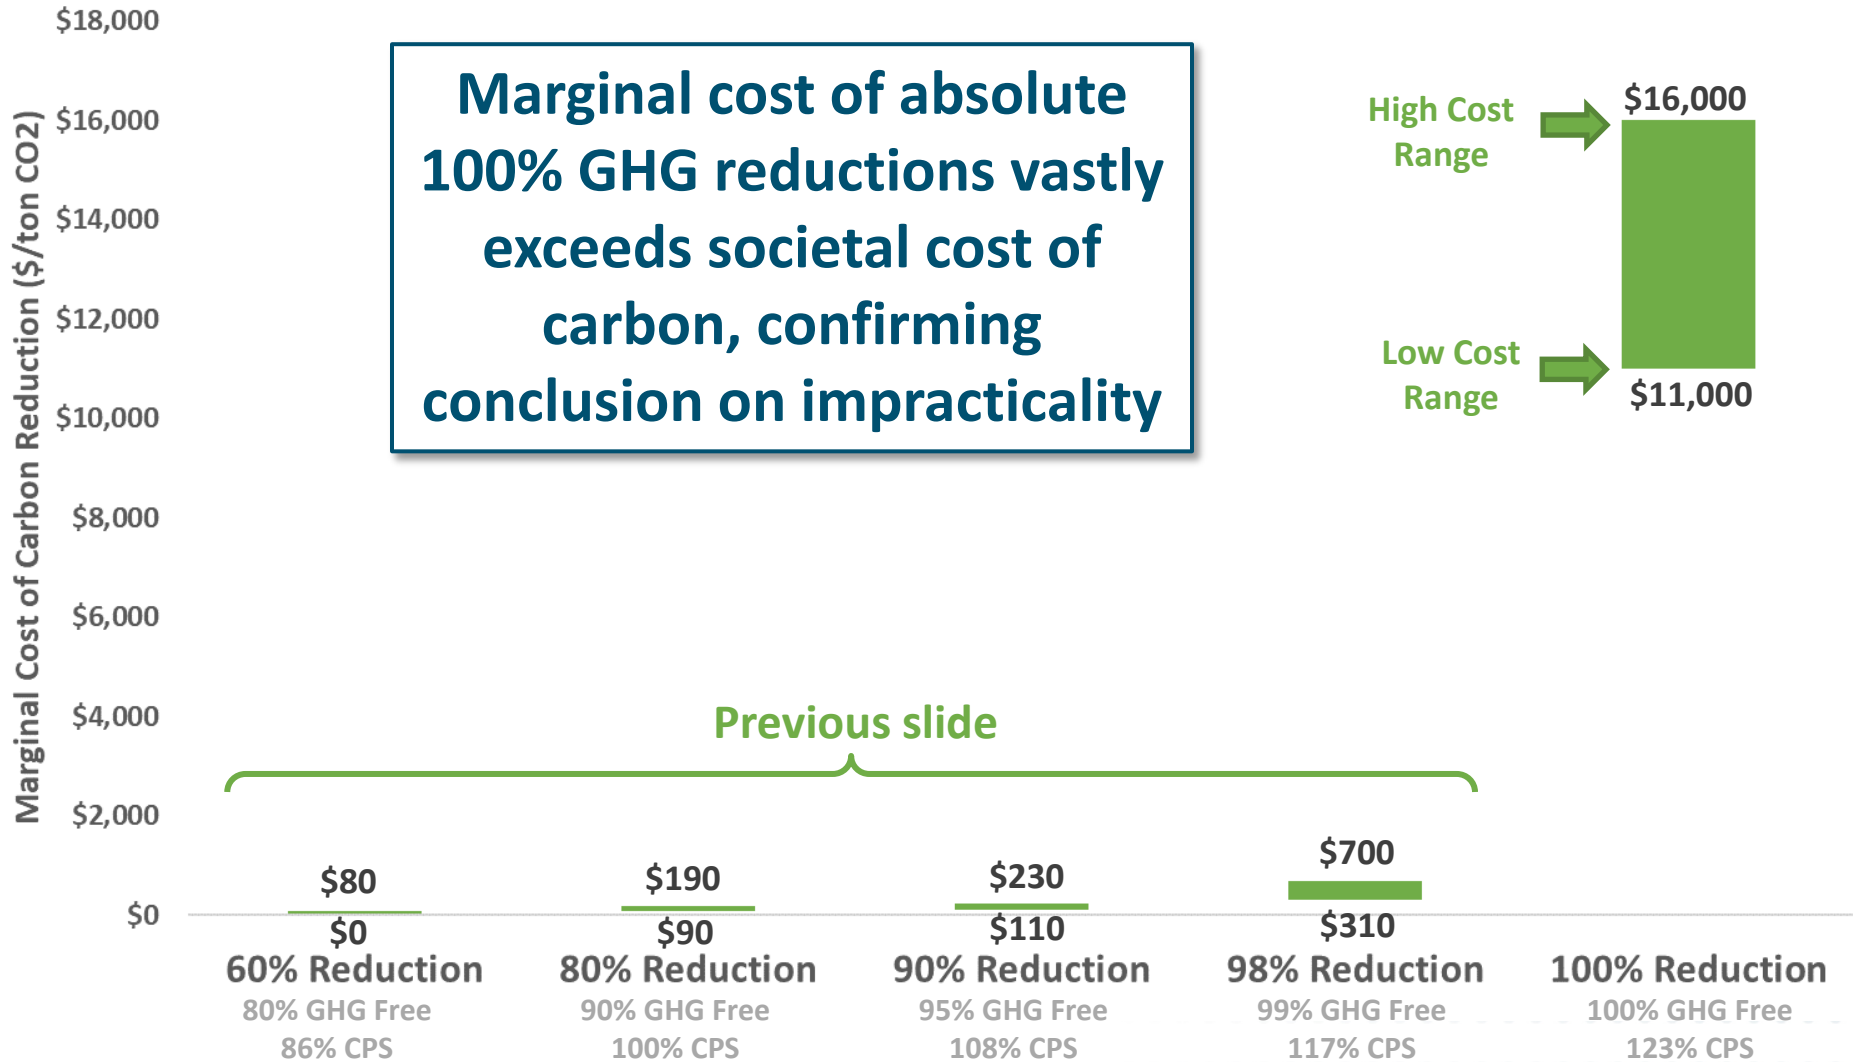 Marginal Cost of Carbon Reduction ($/ton CO2)
$18,000
$16,000
$14,000
$12,000
$10,000
$8,000
$6,000
$4,000
$2,000
$0
Marginal cost of absolute
100% GHG reductions vastly
exceeds societal cost of
carbon, confirming
conclusion on impracticality
High Cost
Range
$16,000
Low Cost
Range
$11,000
Previous slide
$80
$0
$190
$90
$230
$110
$700
$310
60% Reduction
80% GHG Free
86% CPS
80% Reduction
90% GHG Free
100% CPS
90% Reduction
95% GHG Free
108% CPS
98% Reduction
99% GHG Free
117% CPS
100% Reduction
100% GHG Free
123% CPS